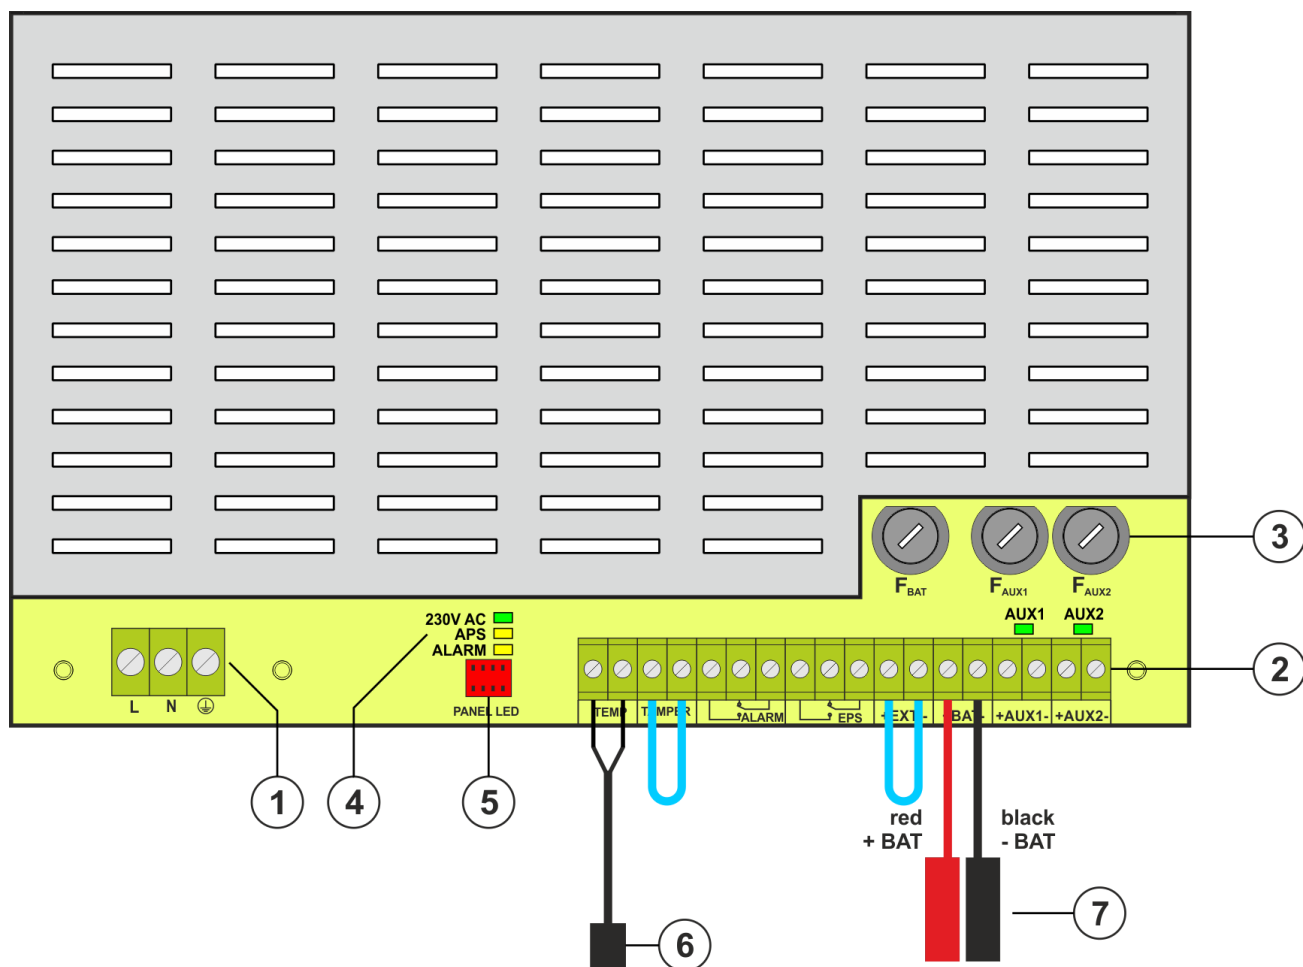 3
F BAT
F AUX1
F AUX2
AUX1 AUX2
230V AC
APS
ALARM
2
L N
PANEL LED
TEMP
TAMPER
ALARM
EPS
+EXT-
+BAT-
+AUX1-
+AUX2-
1
4
5
red
+ BAT
black
- BAT
7
6